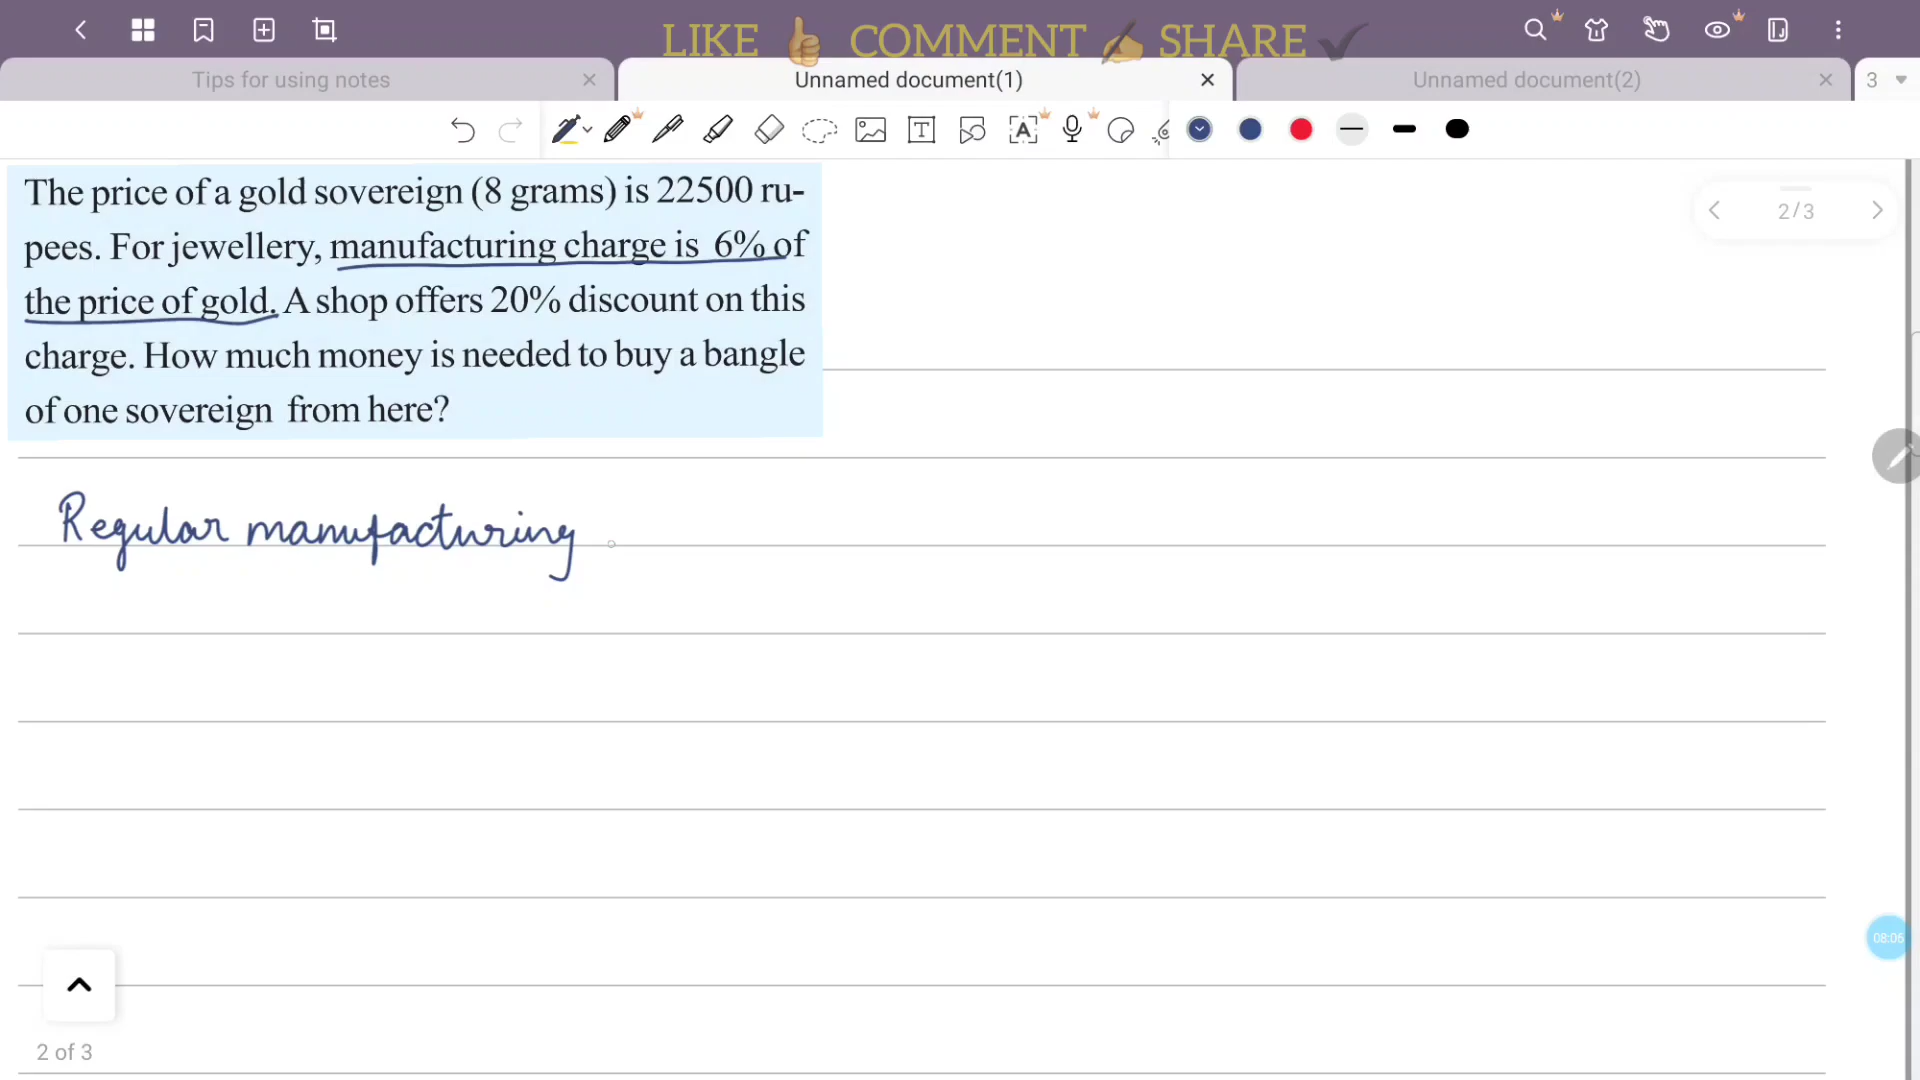 LIKE 👍 COMMENT ✍ SHARE ✔
Tips for using notes
Unnamed document(1)
Unnamed document(2)
3
2/3
The price of a gold sovereign (8 grams) is 22500 ru-
pees. For jewellery, manufacturing charge is 6% of
the price of gold. A shop offers 20% discount on this
charge. How much money is needed to buy a bangle
of one sovereign from here?
Regular manufacturing
08:06
2 of 3